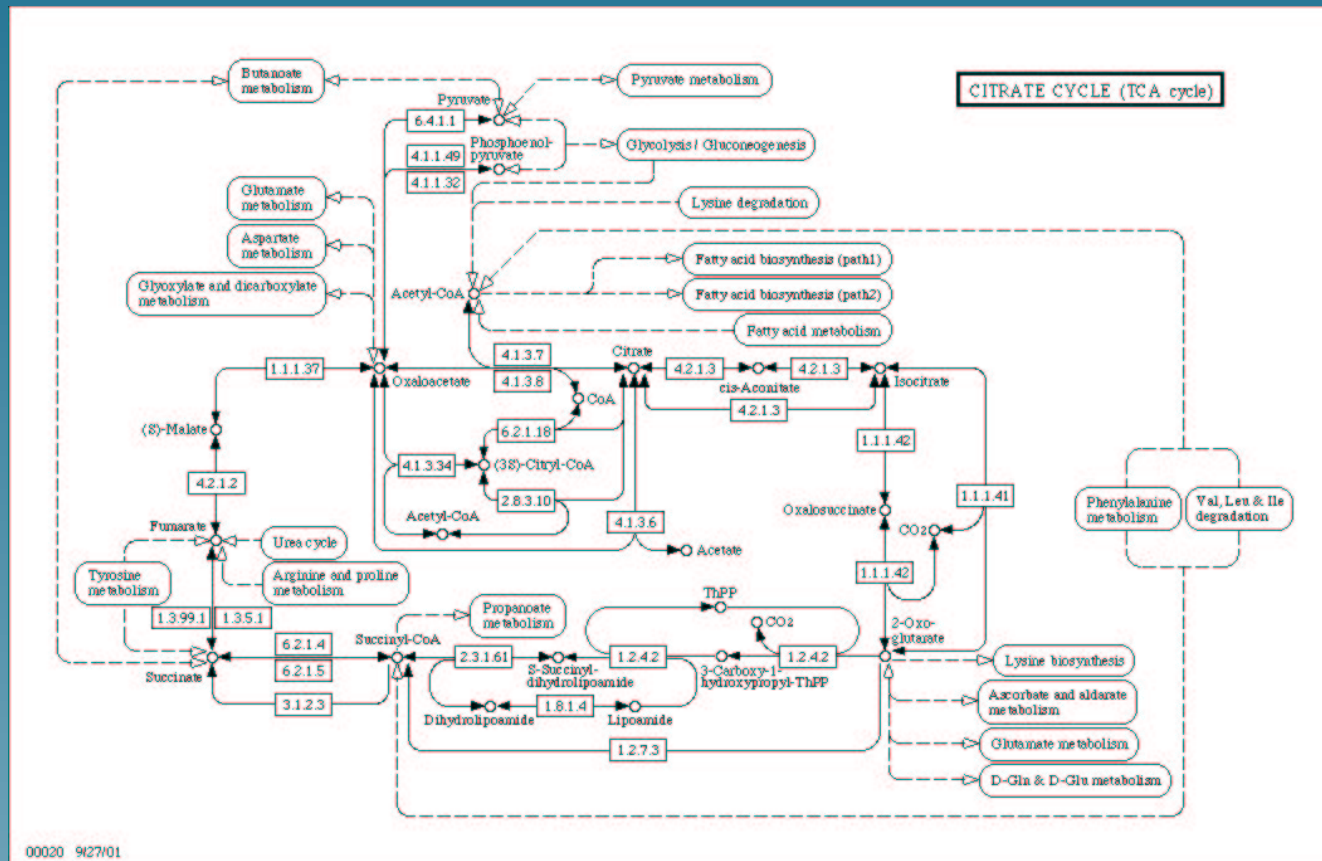 CITRATE CYCLE (TCA cycle)
Butanoate
metabolism
Pyruvate
Pyruvate metabolism
6.4.1.1
Phosphoenol-
pyruvate
4.1.1.49
4.1.1.32
Glycolysis / Gluconeogenesis
Glutamate
metabolism
Lysine degradation
Aspartate
metabolism
Glyoxylate and dicarboxylate
metabolism
Acetyl-CoA
Fatty acid biosynthesis (path1)
Fatty acid biosynthesis (path2)
Fatty acid metabolism
1.1.1.37
Oxaloacetate
4.1.3.7
4.1.3.8
Citrate
4.2.1.3
cis-Aconitate
4.2.1.3
Isocitrate
4.2.1.3
CoA
(S)-Malate
6.2.1.18
1.1.1.42
4.1.3.34
(3S)-Citryl-CoA
4.2.1.2
2.8.3.10
1.1.1.41
Phenylalanine
metabolism
Val, Leu & Ile
degradation
Acetyl-CoA
4.1.3.6
Oxalosuccinate
CO2
Fumarate
Urea cycle
Acetate
Tyrosine
metabolism
Arginine and proline
metabolism
1.1.1.42
1.3.99.1
1.3.5.1
Propanoate
metabolism
ThPP
CO2
2-Oxo-
glutarate
6.2.1.4
6.2.1.5
Succinyl-CoA
2.3.1.61
1.2.4.2
1.2.4.2
Lysine biosynthesis
Succinate
S-Succinyl-
dihydrolipoamide
3-Carboxy-1-
hydroxypropyl-ThPP
3.1.2.3
Dihydrolipoamide
1.8.1.4
Lipoamide
Ascorbate and aldarate
metabolism
1.2.7.3
Glutamate metabolism
D-Gln & D-Glu metabolism
00020 9/27/01